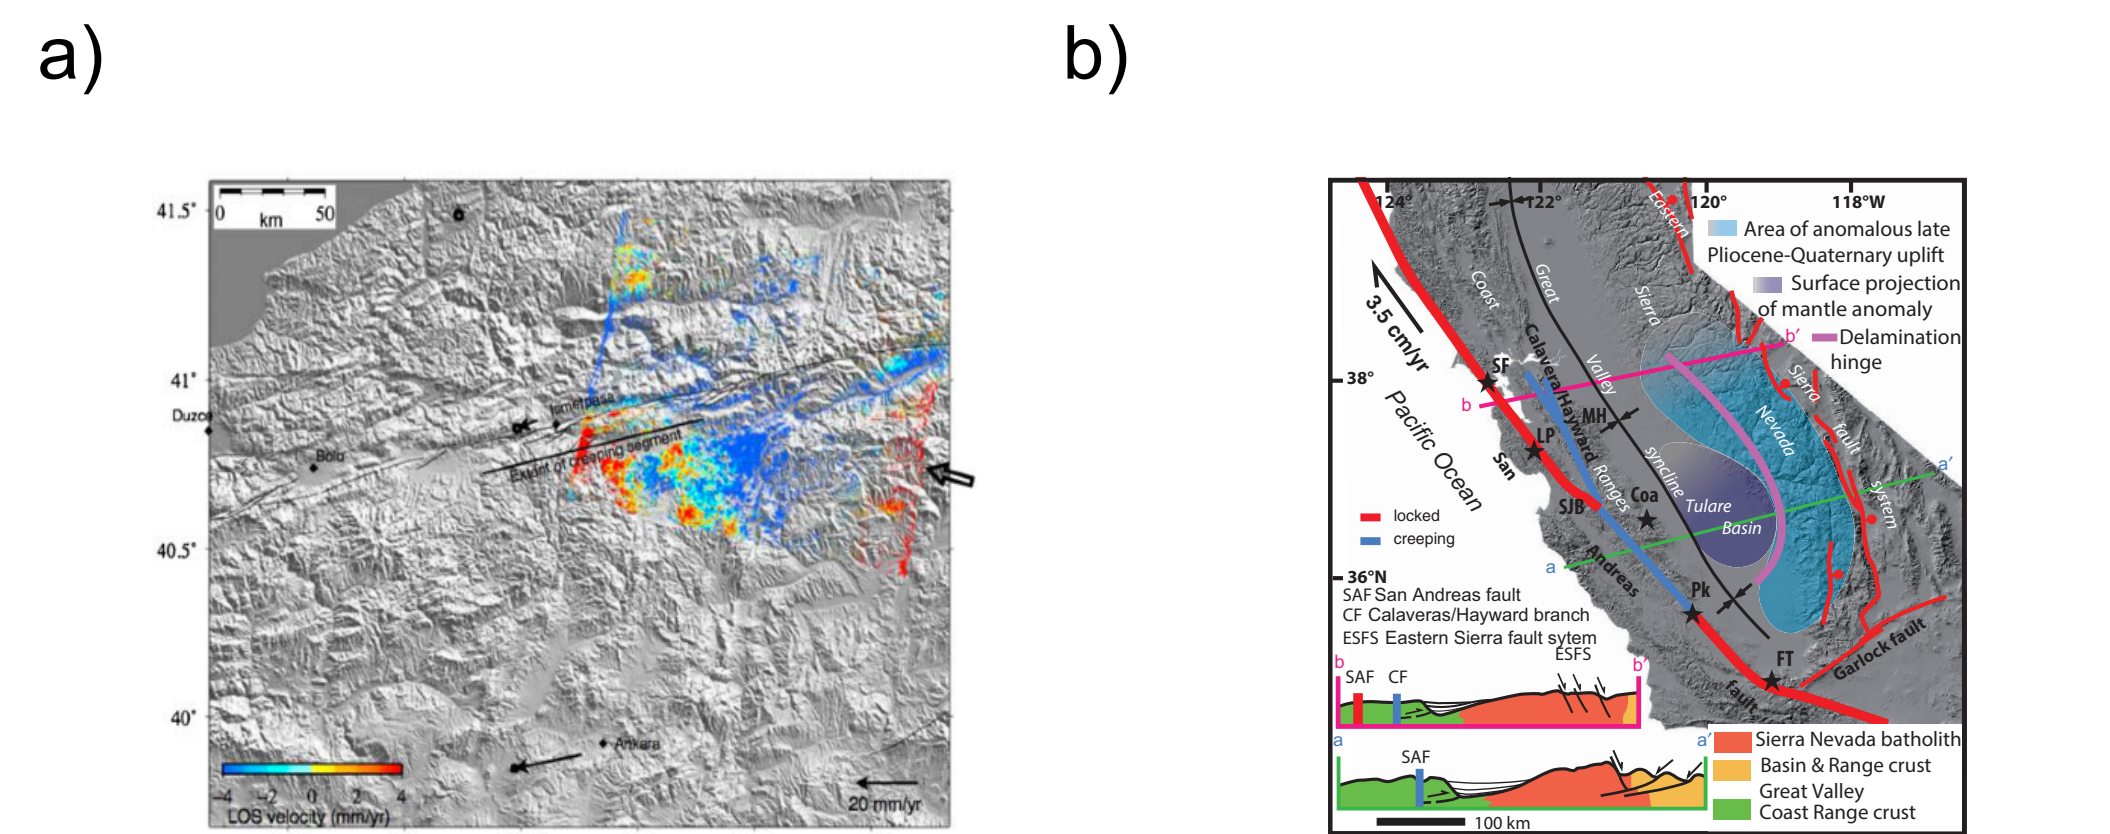 a)
b)
0 50
km
41.5°
41°
40.5°
40°
Duzce
Bolu
Ismetpasa
Extent of creeping segment
Ankara
−4 −2 0 2 4
LOS velocity (mm/yr)
20 mm/yr
124° 122° 120° 118°W
38°
36°N
Eastern
Sierra
fault
system
Area of anomalous late
Pliocene-Quaternary uplift
Surface projection
of mantle anomaly
Delamination
hinge
3.5 cm/yr
Pacific Ocean
Coast
Ranges
Great
Valley
syncline
Sierra
Nevada
Calaveras/Hayward
SF
LP
MH
SJB
Coa
Pk
FT
San
Andreas
fault
Tulare
Basin
Garlock fault
b
b′
a
a′
locked
creeping
SAF San Andreas fault
CF Calaveras/Hayward branch
ESFS Eastern Sierra fault sytem
b SAF CF ESFS b′
a SAF a′
100 km
Sierra Nevada batholith
Basin & Range crust
Great Valley
Coast Range crust